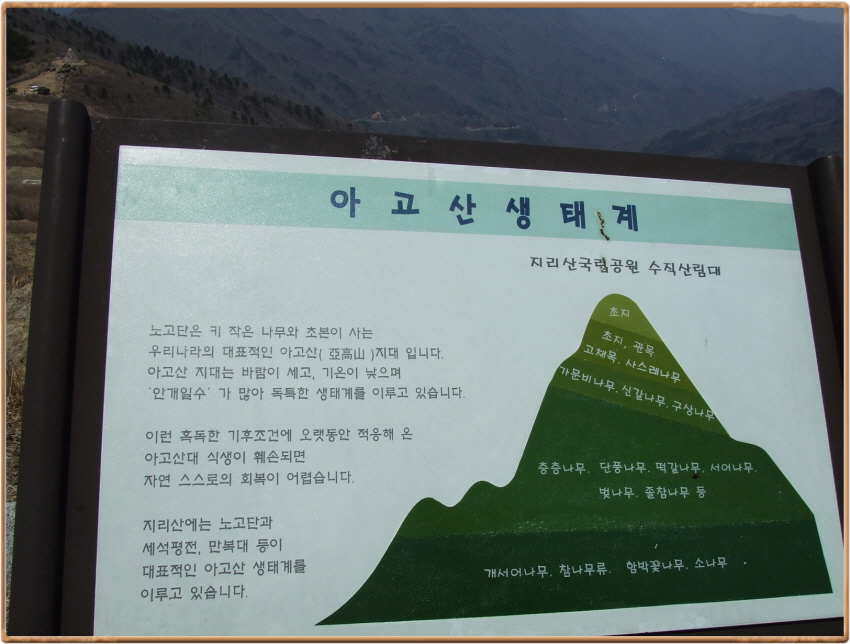 아고산생태계
지리산국립공원 수직산림대
노고단은 키 작은 나무와 초본이 사는
우리나라의 대표적인 아고산( 亞高山 )지대 입니다.
아고산 지대는 바람이 세고, 기온이 낮으며
'안개일수' 가 많아 독특한 생태계를 이루고 있습니다.
이런 혹독한 기후조건에 오랫동안 적응해 온
아고산대 식생이 훼손되면
자연 스스로의 회복이 어렵습니다.
지리산에는 노고단과
세석평전, 만복대 등이
대표적인 아고산 생태계를
이루고 있습니다.
초지
초지, 관목
고채목, 사스레나무
가문비나무, 신갈나무, 구상나무
층층나무, 단풍나무, 떡갈나무, 서어나무,
벚나무, 졸참나무 등
개서어나무, 참나무류, 함박꽃나무, 소나무